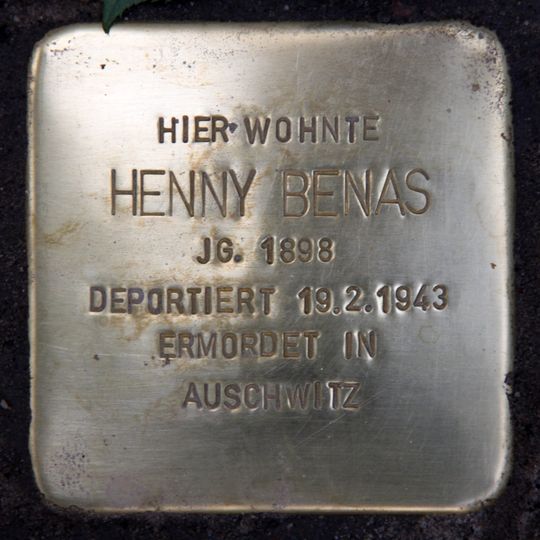 HIER WOHNTE
HENNY BENAS
JG. 1898
DEPORTIERT 19.2.1943
ERMORDET IN
AUSCHWITZ